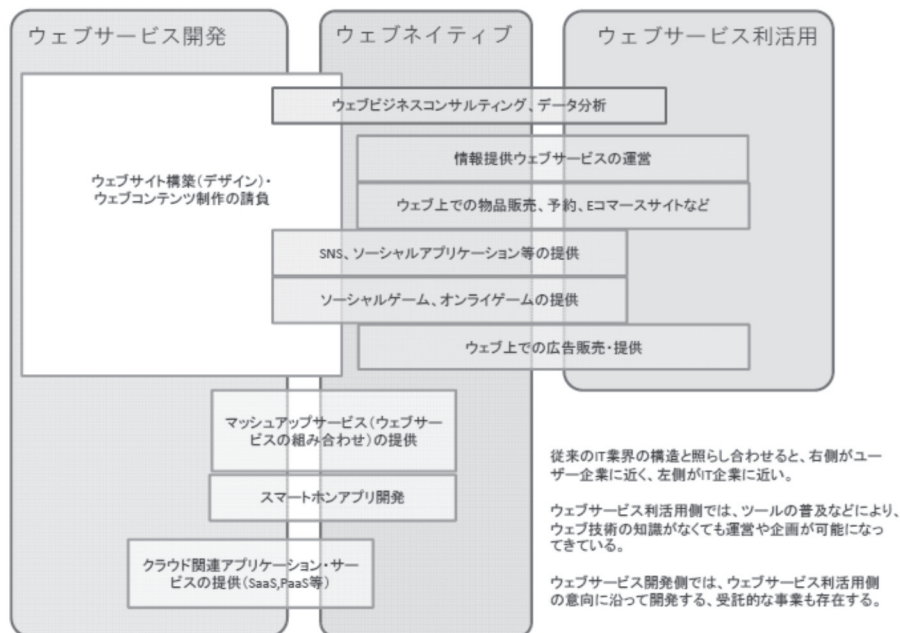 ウェブサービス開発
ウェブネイティブ
ウェブサービス利活用
ウェブビジネスコンサルティング、データ分析
情報提供ウェブサービスの運営
ウェブサイト構築(デザイン)・
ウェブコンテンツ制作の請負
ウェブ上での物品販売、予約、Eコマースサイトなど
SNS、ソーシャルアプリケーション等の提供
ソーシャルゲーム、オンライゲームの提供
ウェブ上での広告販売・提供
マッシュアップサービス(ウェブサー
ビスの組み合わせ)の提供
スマートホンアプリ開発
クラウド関連アプリケーション・サー
ビスの提供(SaaS,PaaS等)
従来のIT業界の構造と照らし合わせると、右側がユー
ザー企業に近く、左側がIT企業に近い。
ウェブサービス利活用側では、ツールの普及などにより、
ウェブ技術の知識がなくても運営や企画が可能になっ
てきている。
ウェブサービス開発側では、ウェブサービス利活用側
の意向に沿って開発する、受託的な事業も存在する。